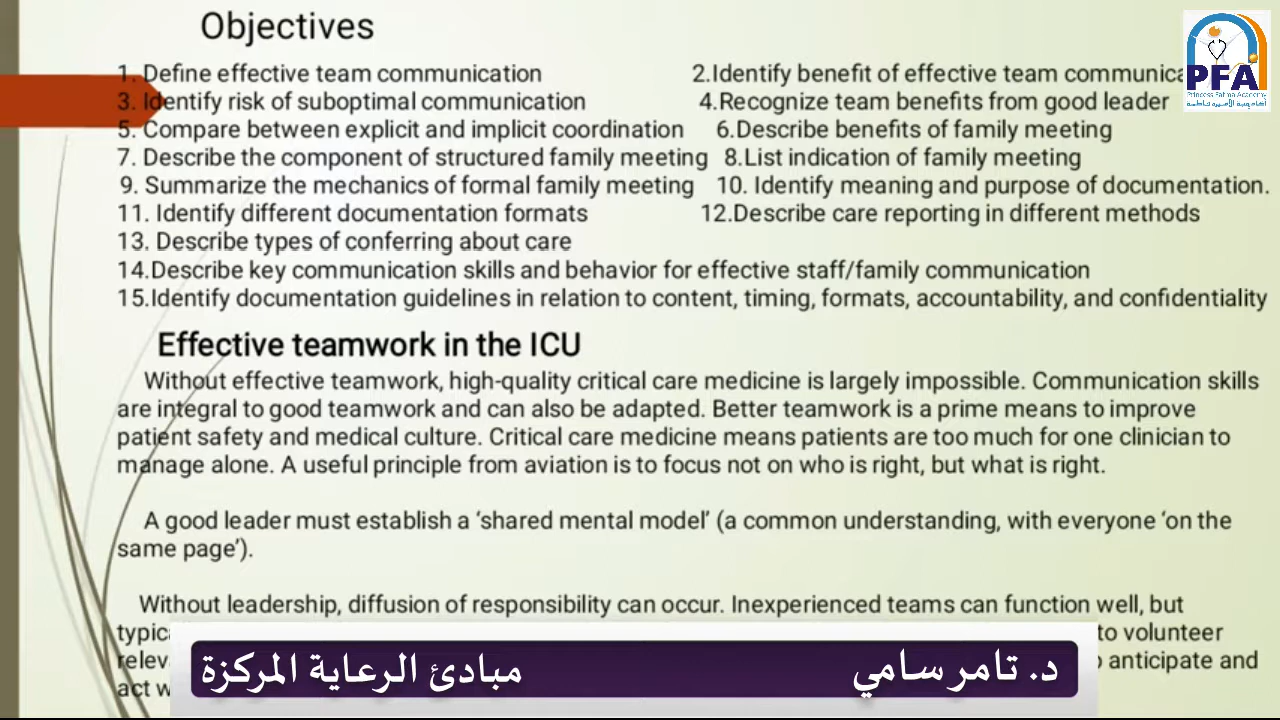 Objectives
1. Define effective team communication 2.Identify benefit of effective team
3. Identify risk of suboptimal communication 4.Recognize team benefits from good leader
5. Compare between explicit and implicit coordination 6.Describe benefits of family meeting
7. Describe the component of structured family meeting 8.List indication of family meeting
9. Summarize the mechanics of formal family meeting 10. Identify meaning and purpose of documentation.
11. Identify different documentation formats 12.Describe care reporting in different methods
13. Describe types of conferring about care
14.Describe key communication skills and behavior for effective staff/family communication
15.Identify documentation guidelines in relation to content, timing, formats, accountability, and confidentiality
PFA
Princess Fatma Academy
أكاديمية الأميرة فاطمة
Effective teamwork in the ICU
Without effective teamwork, high-quality critical care medicine is largely impossible. Communication skills
are integral to good teamwork and can also be adapted. Better teamwork is a prime means to improve
patient safety and medical culture. Critical care medicine means patients are too much for one clinician to
manage alone. A useful principle from aviation is to focus not on who is right, but what is right.
A good leader must establish a ‘shared mental model’ (a common understanding, with everyone ‘on the
same page’).
Without leadership, diffusion of responsibility can occur. Inexperienced teams can function well, but
to volunteer
anticipate and
act
د. تامر سامي
مبادئ الرعاية المركزة